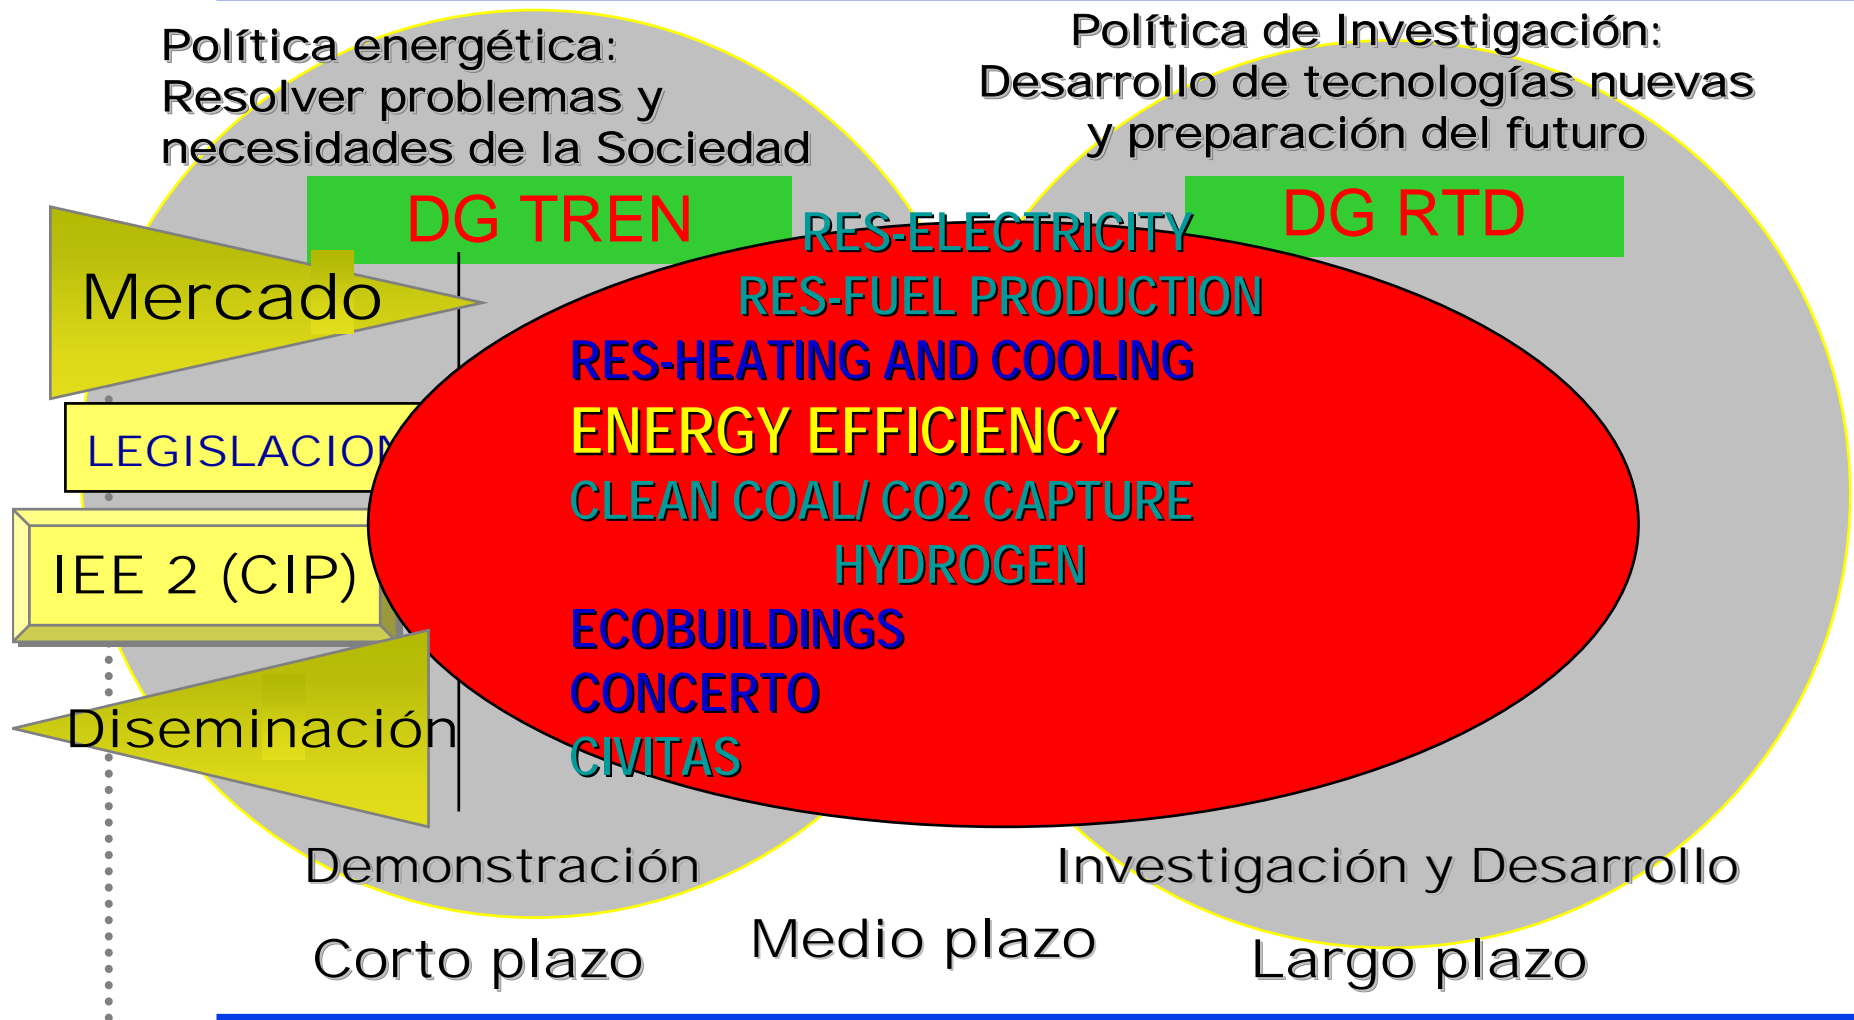 Política energética:
Resolver problemas y
necesidades de la Sociedad
Política de Investigación:
Desarrollo de tecnologías nuevas
y preparación del futuro
DG TREN
DG RTD
Mercado
LEGISLACION
IEE 2 (CIP)
Diseminación
RES-ELECTRICITY
RES-FUEL PRODUCTION
RES-HEATING AND COOLING
ENERGY EFFICIENCY
CLEAN COAL/ CO2 CAPTURE
HYDROGEN
ECOBUILDINGS
CONCERTO
CIVITAS
Demonstración
Investigación y Desarrollo
Corto plazo
Medio plazo
Largo plazo